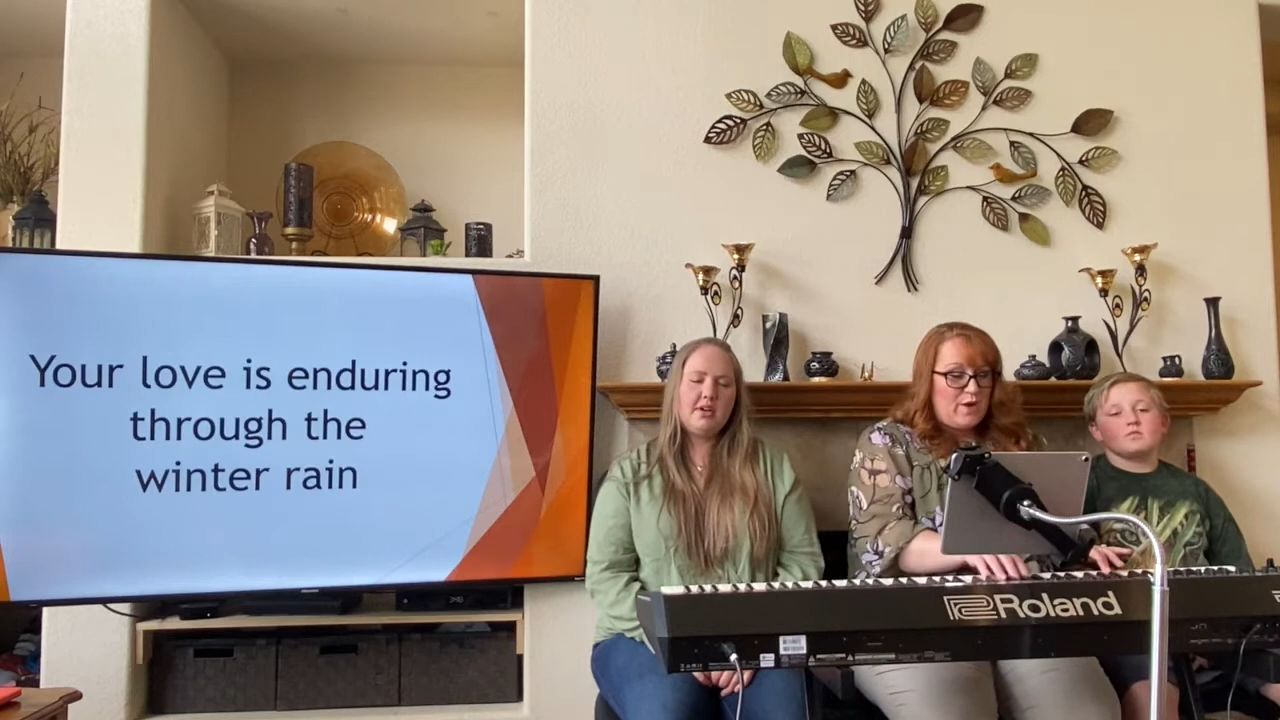 Your love is enduring
through the
winter rain
Roland